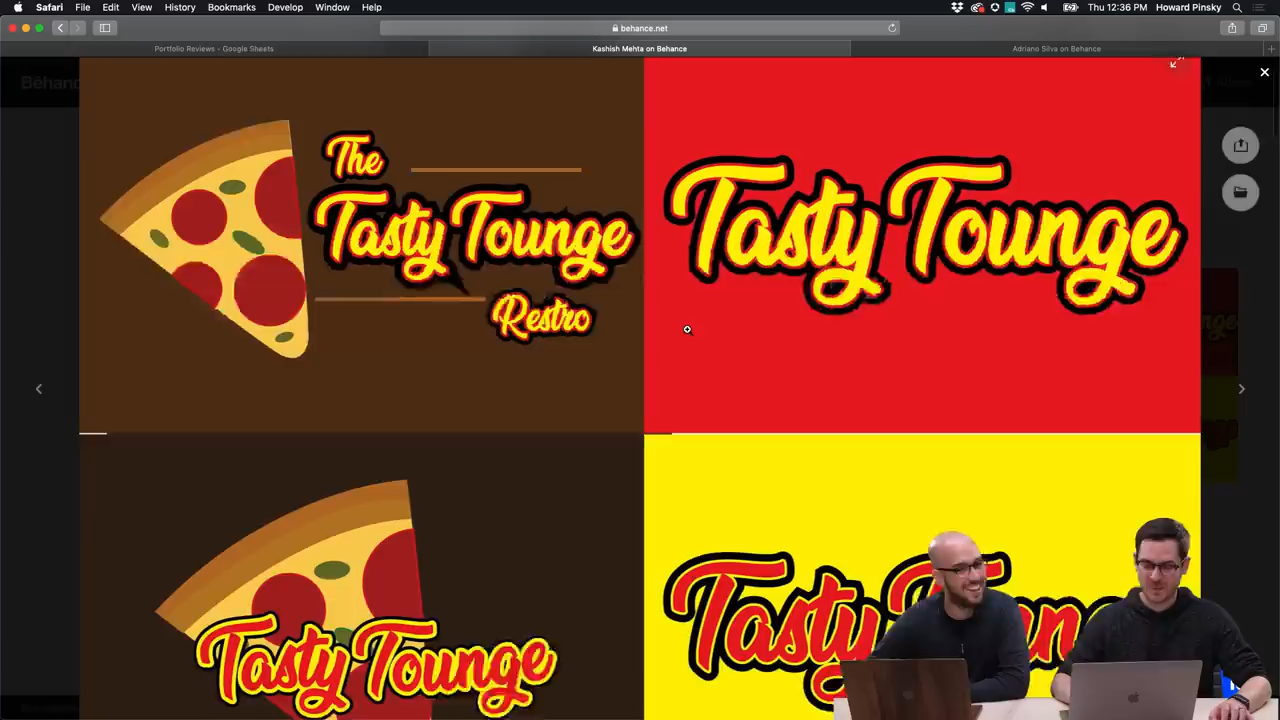 Safari File Edit View History Bookmarks Develop Window Help
Thu 12:36 PM Howard Pinsky
behance.net
Portfolio Reviews - Google Sheets
Kashish Mehta on Behance
Adriano Silva on Behance
The
Tasty Tounge
Restro
Tasty Tounge
Tasty Tounge
Tasty